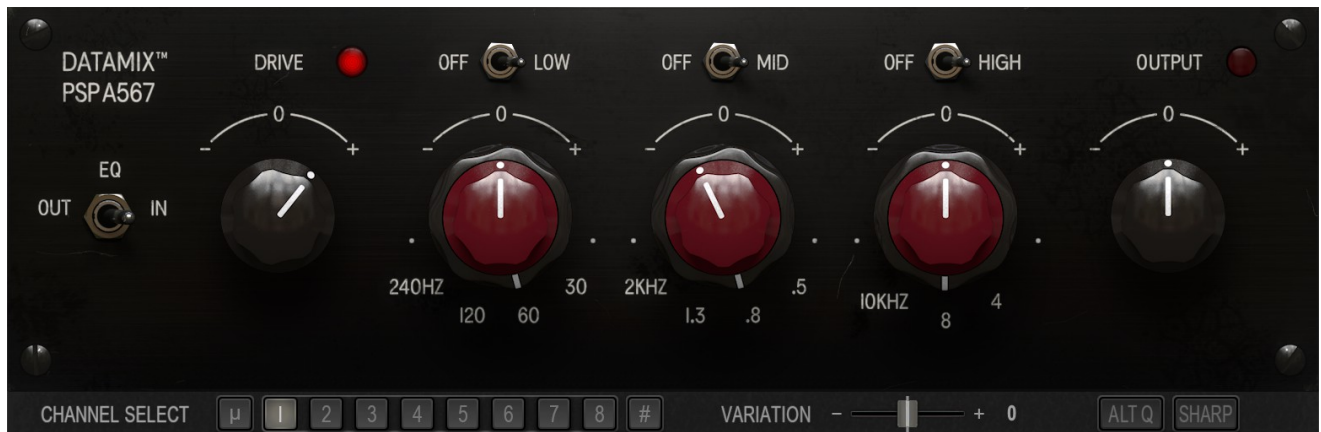 DATAMIX™
PSP A567
EQ
OUT IN
DRIVE
- 0 +
OFF LOW
- 0 +
240HZ 120 60 30
OFF MID
- 0 +
2KHZ 1.3 .8 .5
OFF HIGH
- 0 +
10KHZ 8 4
OUTPUT
- 0 +
CHANNEL SELECT µ 1 2 3 4 5 6 7 8 # VARIATION - + 0 ALT Q SHARP